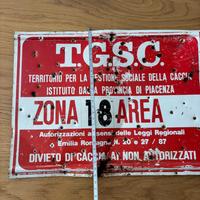 T.G.S.C.
TERRITORIO PER LA GESTIONE SOCIALE DELLA CACCIA
ISTITUITO DALLA PROVINCIA DI PIACENZA
ZONA 18 AREA
Autorizzazioni ai sensi delle Leggi Regionali
Emilia Romagna N. 20 e 27 / 87
DIVIETO DI CACCIA AI NON AUTORIZZATI